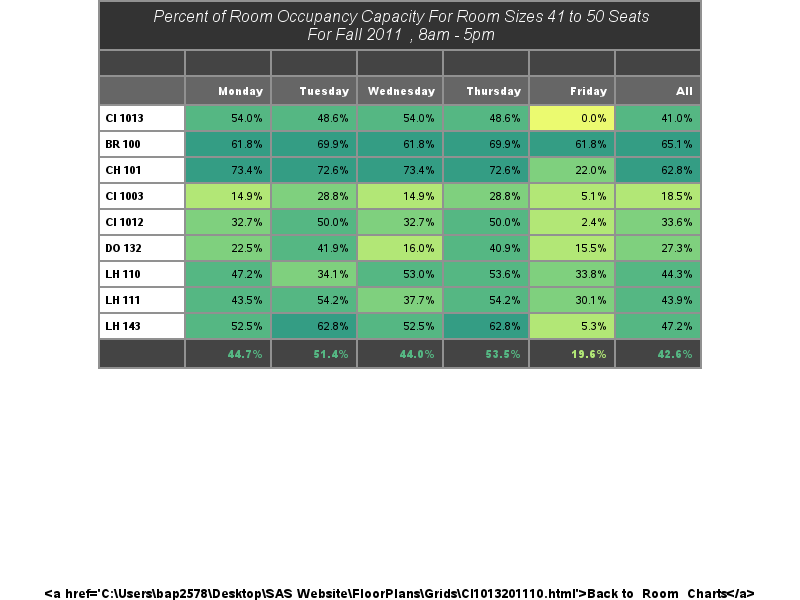 Percent of Room Occupancy Capacity For Room Sizes 41 to 50 Seats
For Fall 2011 , 8am - 5pm
Monday Tuesday Wednesday Thursday Friday All
CI 1013 54.0% 48.6% 54.0% 48.6% 0.0% 41.0%
BR 100 61.8% 69.9% 61.8% 69.9% 61.8% 65.1%
CH 101 73.4% 72.6% 73.4% 72.6% 22.0% 62.8%
CI 1003 14.9% 28.8% 14.9% 28.8% 5.1% 18.5%
CI 1012 32.7% 50.0% 32.7% 50.0% 2.4% 33.6%
DO 132 22.5% 41.9% 16.0% 40.9% 15.5% 27.3%
LH 110 47.2% 34.1% 53.0% 53.6% 33.8% 44.3%
LH 111 43.5% 54.2% 37.7% 54.2% 30.1% 43.9%
LH 143 52.5% 62.8% 52.5% 62.8% 5.3% 47.2%
44.7% 51.4% 44.0% 53.5% 19.6% 42.6%
<a href='C:\Users\bap2578\Desktop\SAS Website\FloorPlans\Grids\CI1013201110.html'>Back to Room Charts</a>